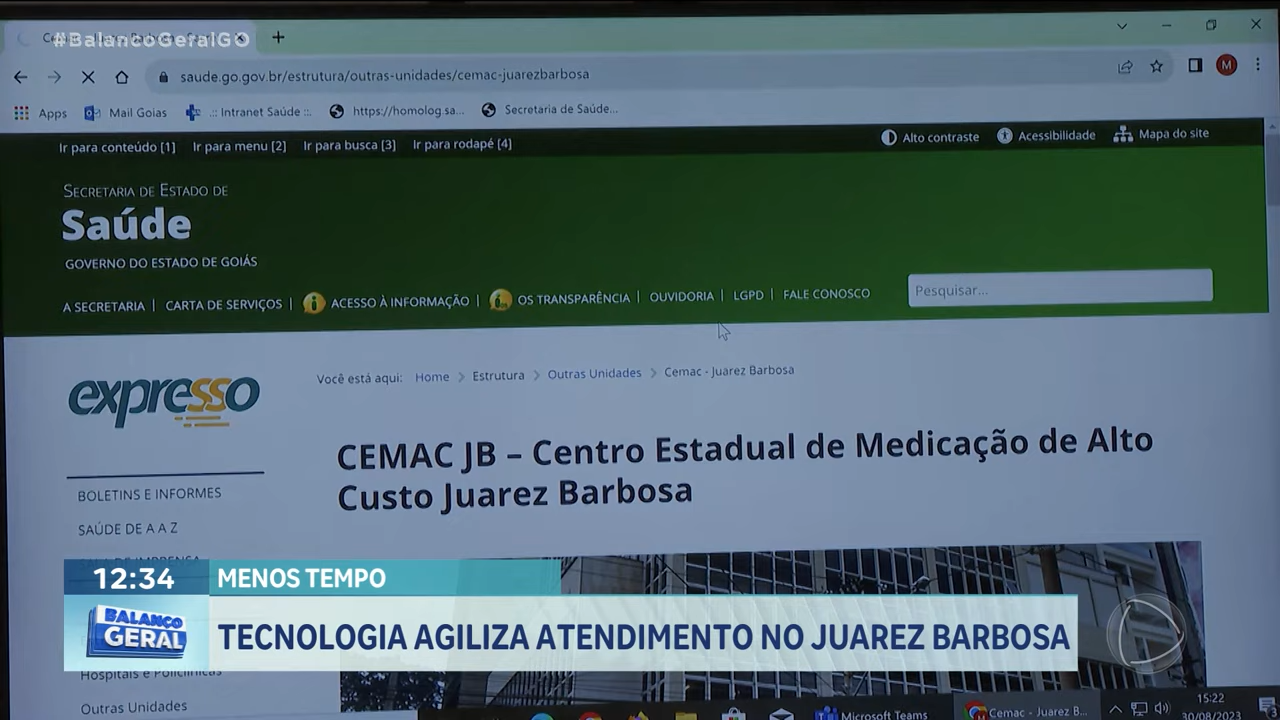 #BalancoGeralGO
saude.go.gov.br/estrutura/outras-unidades/cemac-juarezbarbosa
M
Apps
Mail Goias
.:: Intranet Saúde ::.
https://homolog.sa...
Secretaria de Saúde...
Ir para conteúdo [1] Ir para menu [2] Ir para busca [3] Ir para rodapé [4]
Alto contraste Acessibilidade Mapa do site
SECRETARIA DE ESTADO DE
Saúde
GOVERNO DO ESTADO DE GOIÁS
A SECRETARIA | CARTA DE SERVIÇOS | ACESSO À INFORMAÇÃO | OS TRANSPARÊNCIA | OUVIDORIA | LGPD | FALE CONOSCO
Pesquisar...
expresso
Você está aqui: Home > Estrutura > Outras Unidades > Cemac - Juarez Barbosa
CEMAC JB – Centro Estadual de Medicação de Alto
Custo Juarez Barbosa
BOLETINS E INFORMES
SAÚDE DE A A Z
12:34 MENOS TEMPO
BALANÇO
GERAL
TECNOLOGIA AGILIZA ATENDIMENTO NO JUAREZ BARBOSA
Hospitais e Policlínicas
Outras Unidades
Microsoft Teams
Cemac - Juarez B...
15:22
30/08/2023